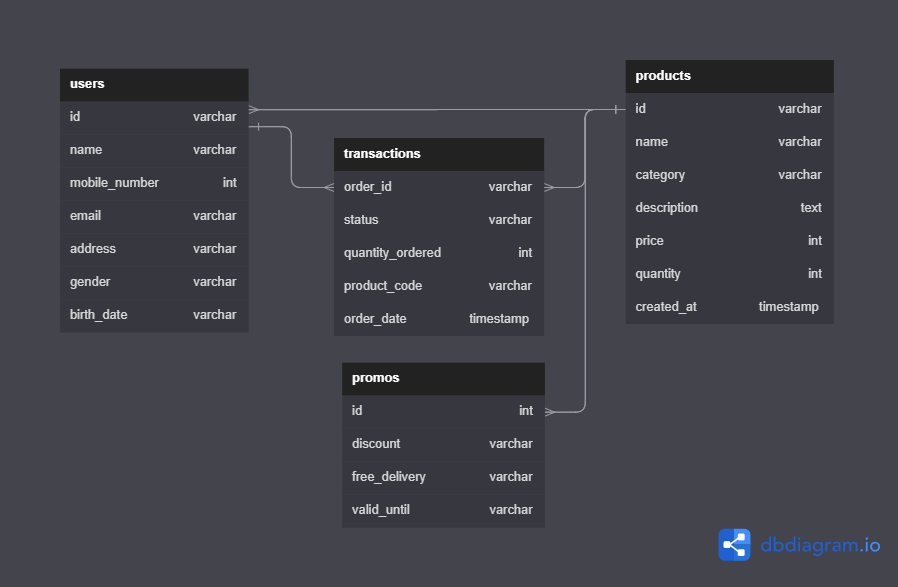 users
id varchar
name varchar
mobile_number int
email varchar
address varchar
gender varchar
birth_date varchar
transactions
order_id varchar
status varchar
quantity_ordered int
product_code varchar
order_date timestamp
promos
id int
discount varchar
free_delivery varchar
valid_until varchar
products
id varchar
name varchar
category varchar
description text
price int
quantity int
created_at timestamp
dbdiagram.io